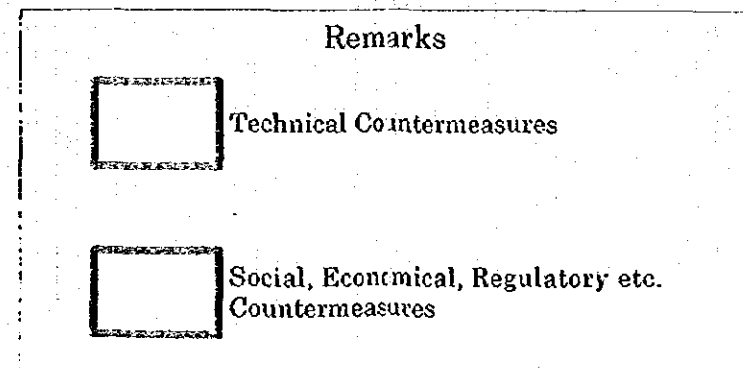 Remarks
Technical Countermeasures
Social, Economical, Regulatory etc.
Countermeasures